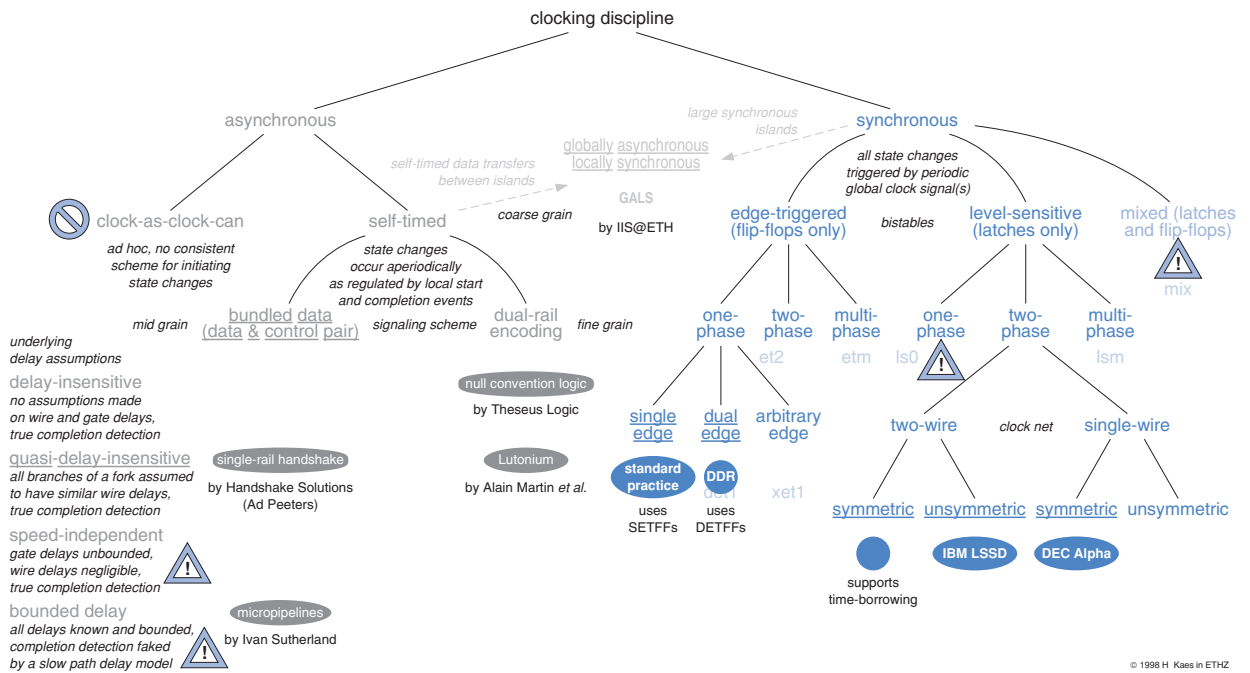 clocking discipline
asynchronous
large synchronous
islands
synchronous
globally asynchronous
locally synchronous
self-timed data transfers
between islands
all state changes
triggered by periodic
global clock signal(s)
GALS
by IIS@ETH
coarse grain
clock-as-clock-can
ad hoc, no consistent
scheme for initiating
state changes
self-timed
state changes
occur aperiodically
as regulated by local start
and completion events
edge-triggered
(flip-flops only)
bistables
level-sensitive
(latches only)
mixed (latches
and flip-flops)
!
mix
mid grain
bundled data
(data & control pair)
signaling scheme
dual-rail
encoding
fine grain
one-
phase
two-
phase
et2
multi-
phase
etm
one-
phase
ls0
!
two-
phase
multi-
phase
lsm
underlying
delay assumptions
delay-insensitive
no assumptions made
on wire and gate delays,
true completion detection
null convention logic
by Theseus Logic
single
edge
dual
edge
arbitrary
edge
two-wire
clock net
single-wire
quasi-delay-insensitive
all branches of a fork assumed
to have similar wire delays,
true completion detection
single-rail handshake
by Handshake Solutions
(Ad Peeters)
Lutonium
by Alain Martin et al.
standard
practice
uses
SETFFs
DDR
uses
DETFFs
xet1
symmetric
unsymmetric
symmetric
unsymmetric
supports
time-borrowing
IBM LSSD
DEC Alpha
speed-independent
gate delays unbounded,
wire delays negligible,
true completion detection
!
bounded delay
all delays known and bounded,
completion detection faked
by a slow path delay model
!
micropipelines
by Ivan Sutherland
© 1998 H Kaes in ETHZ